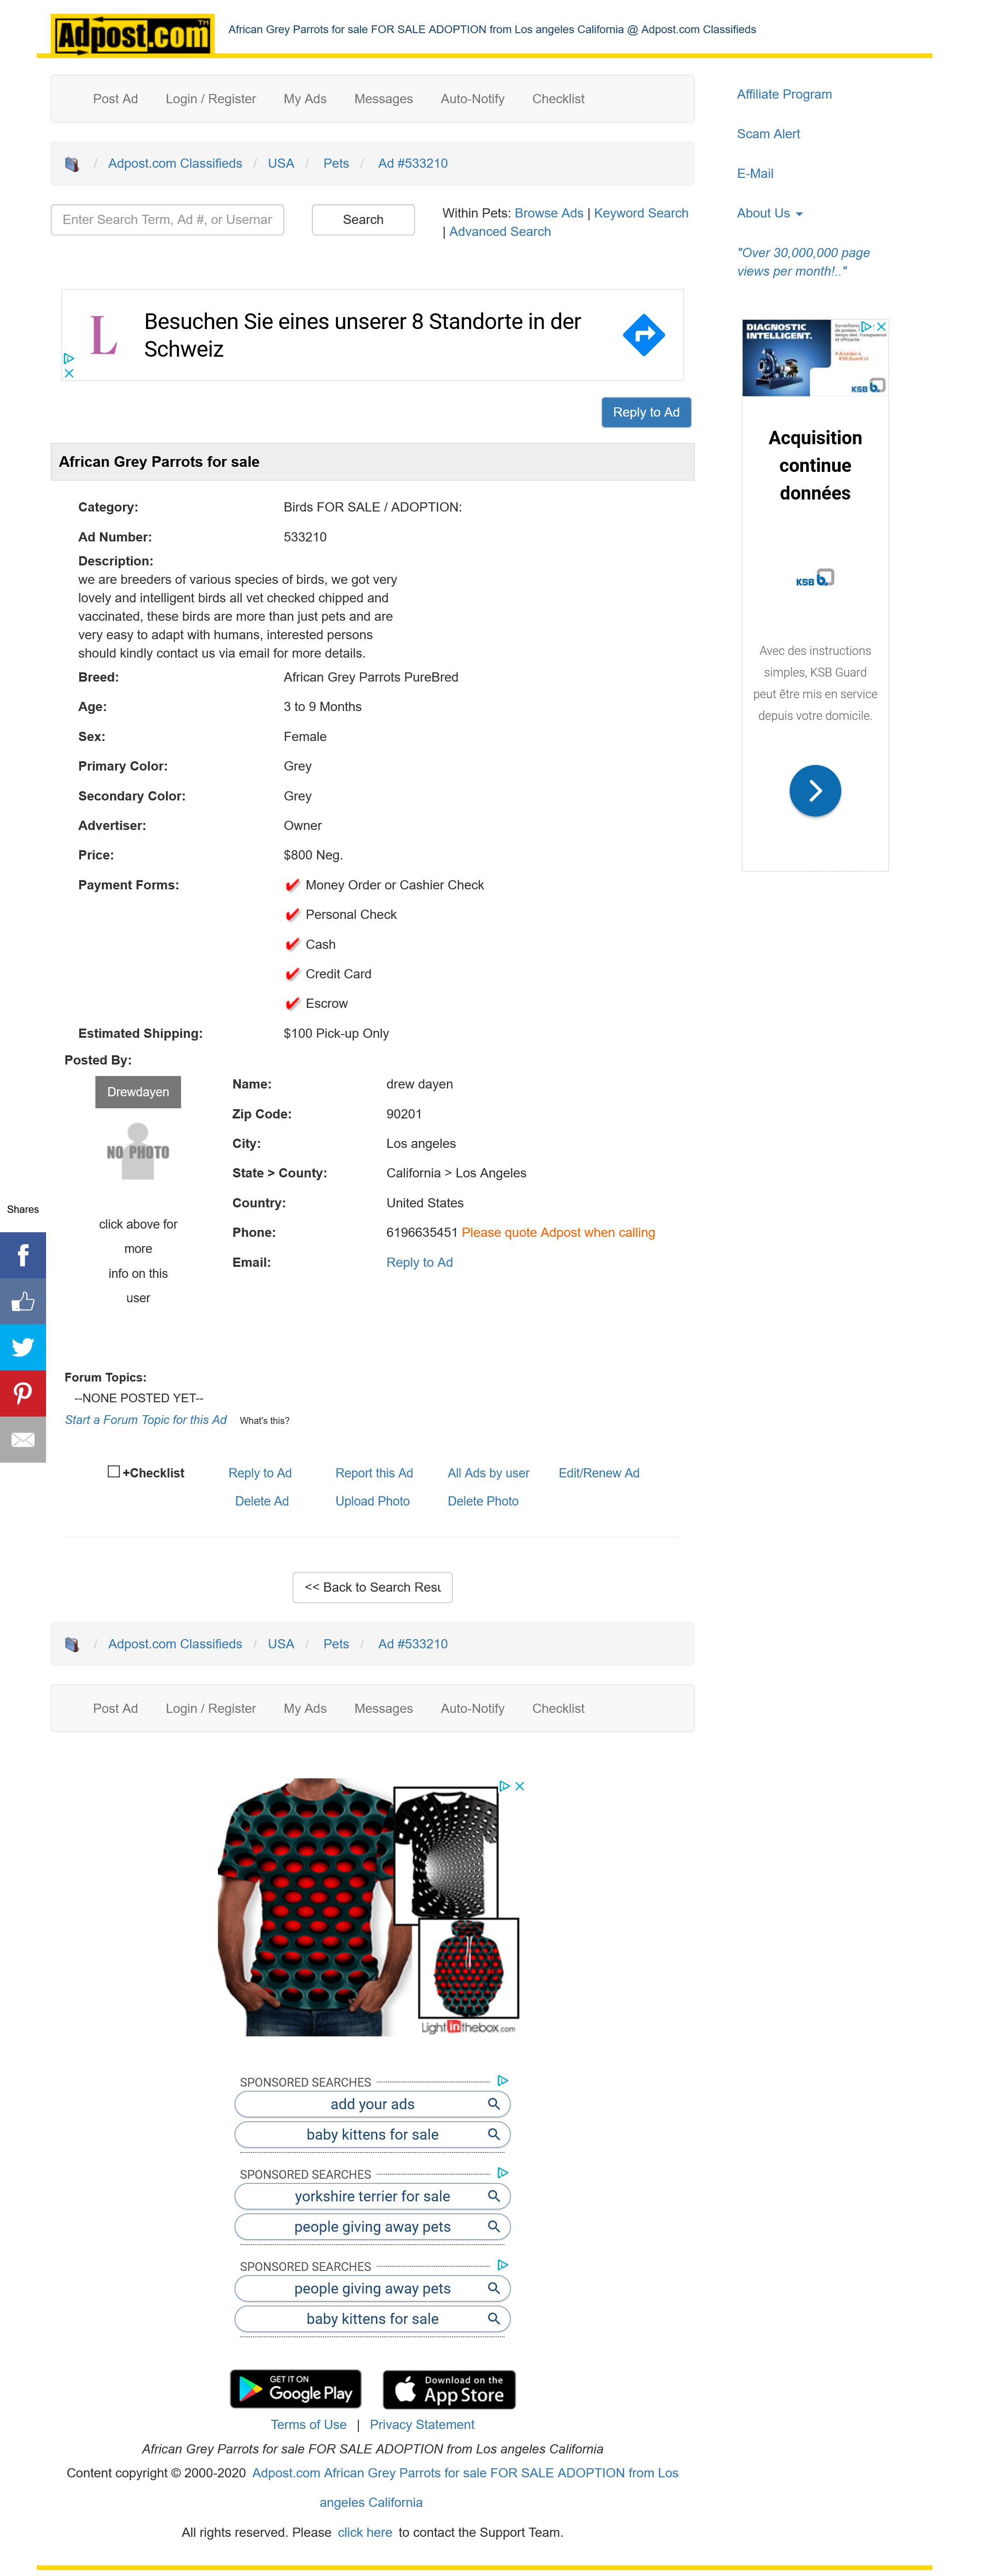 Adpost.com TM
African Grey Parrots for sale FOR SALE ADOPTION from Los angeles California @ Adpost.com Classifieds
Post Ad Login / Register My Ads Messages Auto-Notify Checklist
/ Adpost.com Classifieds / USA / Pets / Ad #533210
Enter Search Term, Ad #, or Usernar
Search
Within Pets: Browse Ads | Keyword Search
| Advanced Search
Affiliate Program
Scam Alert
E-Mail
About Us
"Over 30,000,000 page
views per month!.."
L
Besuchen Sie eines unserer 8 Standorte in der
Schweiz
DIAGNOSTIC
INTELLIGENT.
KSB b.
Acquisition
continue
données
KSB b.
Avec des instructions
simples, KSB Guard
peut être mis en service
depuis votre domicile.
Reply to Ad
African Grey Parrots for sale
Category: Birds FOR SALE / ADOPTION:
Ad Number: 533210
Description:
we are breeders of various species of birds, we got very
lovely and intelligent birds all vet checked chipped and
vaccinated, these birds are more than just pets and are
very easy to adapt with humans, interested persons
should kindly contact us via email for more details.
Breed: African Grey Parrots PureBred
Age: 3 to 9 Months
Sex: Female
Primary Color: Grey
Secondary Color: Grey
Advertiser: Owner
Price: $800 Neg.
Payment Forms: Money Order or Cashier Check
Personal Check
Cash
Credit Card
Escrow
Estimated Shipping: $100 Pick-up Only
Posted By:
Drewdayen
NO PHOTO
click above for
more
info on this
user
Name: drew dayen
Zip Code: 90201
City: Los angeles
State > County: California > Los Angeles
Country: United States
Phone: 6196635451 Please quote Adpost when calling
Email: Reply to Ad
Shares
Forum Topics:
--NONE POSTED YET--
Start a Forum Topic for this Ad What's this?
+Checklist Reply to Ad Report this Ad All Ads by user Edit/Renew Ad
Delete Ad Upload Photo Delete Photo
<< Back to Search Resu
/ Adpost.com Classifieds / USA / Pets / Ad #533210
Post Ad Login / Register My Ads Messages Auto-Notify Checklist
Lightinthebox.com
SPONSORED SEARCHES
add your ads
baby kittens for sale
SPONSORED SEARCHES
yorkshire terrier for sale
people giving away pets
SPONSORED SEARCHES
people giving away pets
baby kittens for sale
GET IT ON
Google Play
Download on the
App Store
Terms of Use | Privacy Statement
African Grey Parrots for sale FOR SALE ADOPTION from Los angeles California
Content copyright © 2000-2020 Adpost.com African Grey Parrots for sale FOR SALE ADOPTION from Los
angeles California
All rights reserved. Please click here to contact the Support Team.